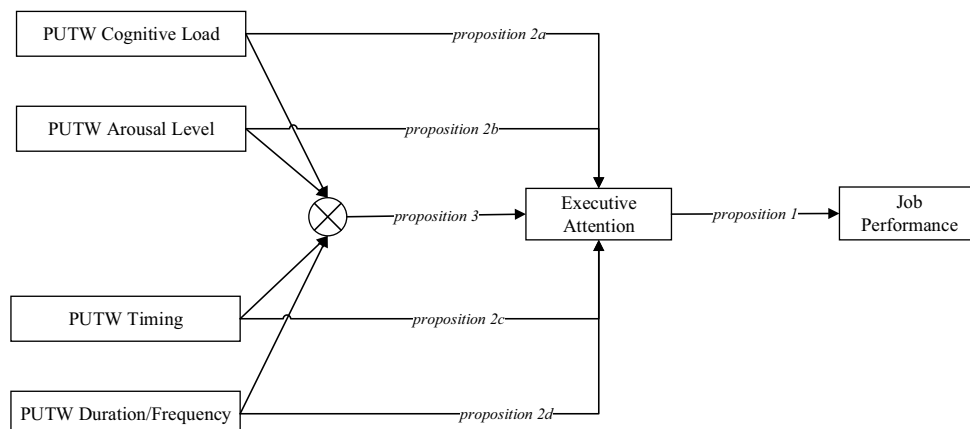 PUTW Cognitive Load
proposition 2a
PUTW Arousal Level
proposition 2b
proposition 3
Executive
Attention
proposition 1
Job
Performance
PUTW Timing
proposition 2c
PUTW Duration/Frequency
proposition 2d